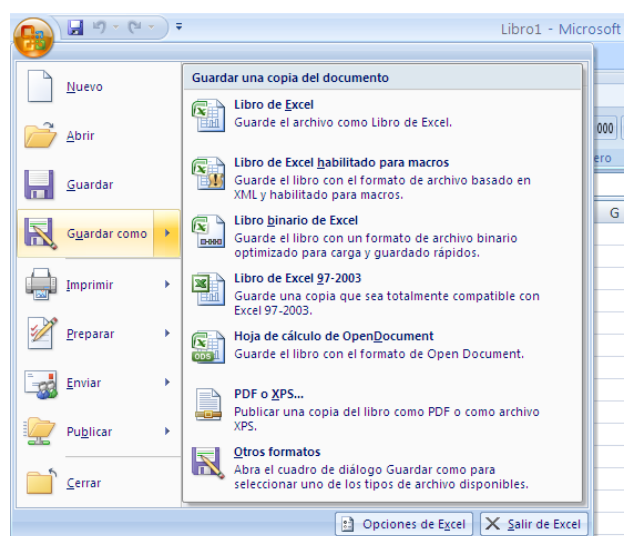 Libro1 - Microsoft
Nuevo
Abrir
Guardar
Guardar como
Imprimir
Preparar
Enviar
Publicar
Cerrar
Guardar una copia del documento
Libro de Excel
Guarde el archivo como Libro de Excel.
Libro de Excel habilitado para macros
Guarde el libro con el formato de archivo basado en
XML y habilitado para macros.
Libro binario de Excel
Guarde el libro con un formato de archivo binario
optimizado para carga y guardado rápidos.
Libro de Excel 97-2003
Guarde una copia que sea totalmente compatible con
Excel 97-2003.
Hoja de cálculo de OpenDocument
ODS
Guarde el libro con el formato de Open Document.
PDF o XPS...
Publicar una copia del libro como PDF o como archivo
XPS.
Otros formatos
Abra el cuadro de diálogo Guardar como para
seleccionar uno de los tipos de archivo disponibles.
000
ero
G
Opciones de Excel
Salir de Excel